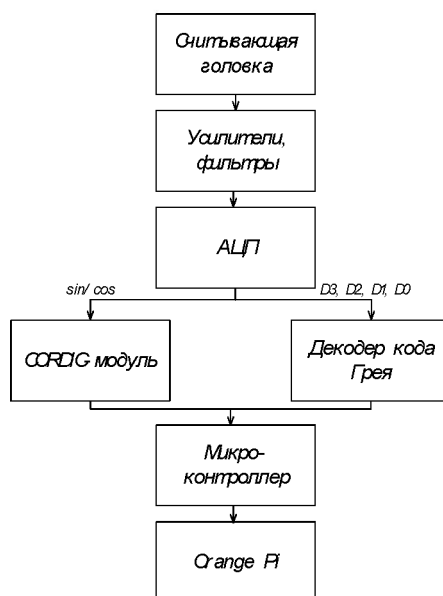 Считывающая
головка
Усилители,
фильтры
АЦП
sin/ cos
D3, D2, D1, D0
CORDIC-модуль
Декодер кода
Грея
Микро-
контроллер
Orange Pi